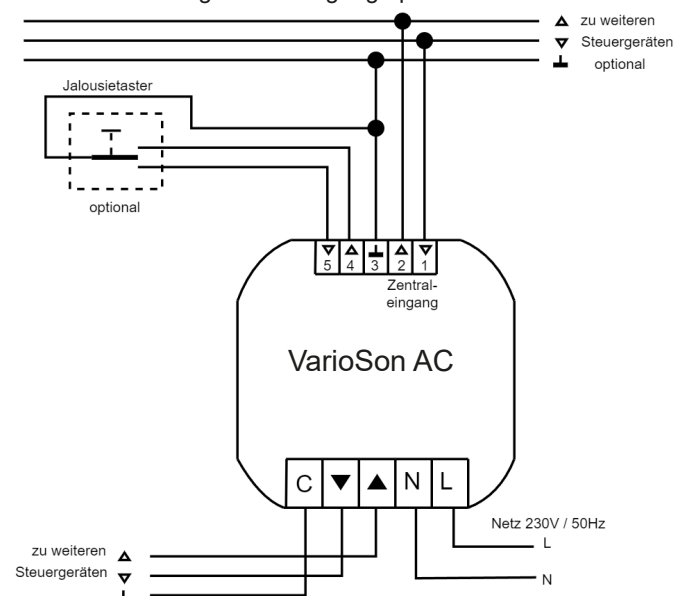 zu weiteren
Steuergeräten
optional
Jalousietaster
optional
5 4 3 2 1
Zentral-
eingang
VarioSon AC
C N L
Netz 230V / 50Hz
L
zu weiteren
Steuergeräten
N